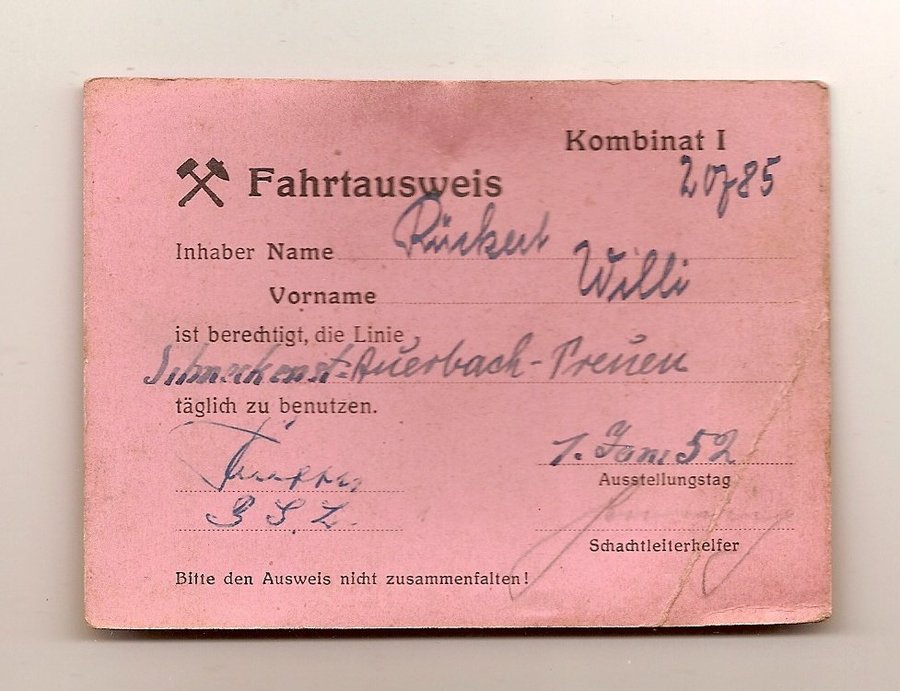 Kombinat I
Fahrtausweis 20785
Inhaber Name Rückert
Vorname Willi
ist berechtigt, die Linie
Auerbach-Treuen
täglich zu benutzen.
1. Jan 52
Ausstellungstag
B S. Z.
Schachtleiterhelfer
Bitte den Ausweis nicht zusammenfalten!